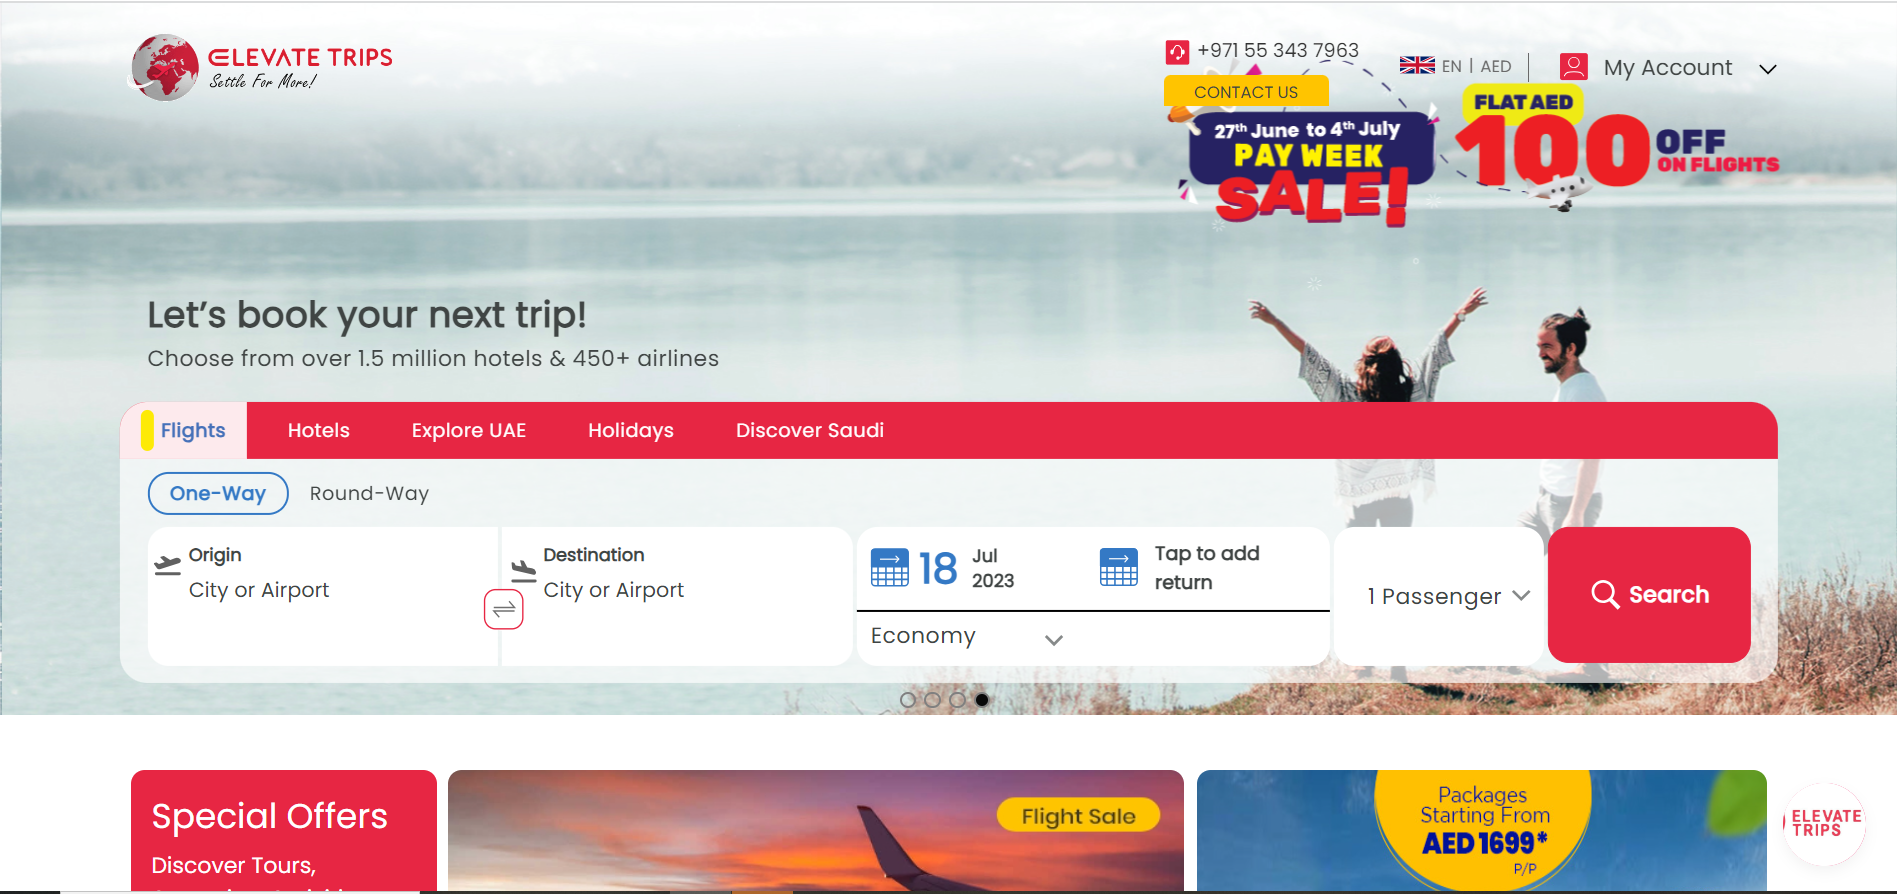 ELEVATE TRIPS
Settle For More!
+971 55 343 7963
CONTACT US
EN | AED
My Account
27th June to 4th July
PAY WEEK
SALE!
FLAT AED
100
OFF
ON FLIGHTS
Let's book your next trip!
Choose from over 1.5 million hotels & 450+ airlines
Flights
Hotels
Explore UAE
Holidays
Discover Saudi
One-Way
Round-Way
Origin
City or Airport
Destination
City or Airport
18
Jul
2023
Tap to add
return
Economy
1 Passenger
Search
Special Offers
Discover Tours,
Flight Sale
Packages
Starting From
AED 1699*
P/P
ELEVATE
TRIPS